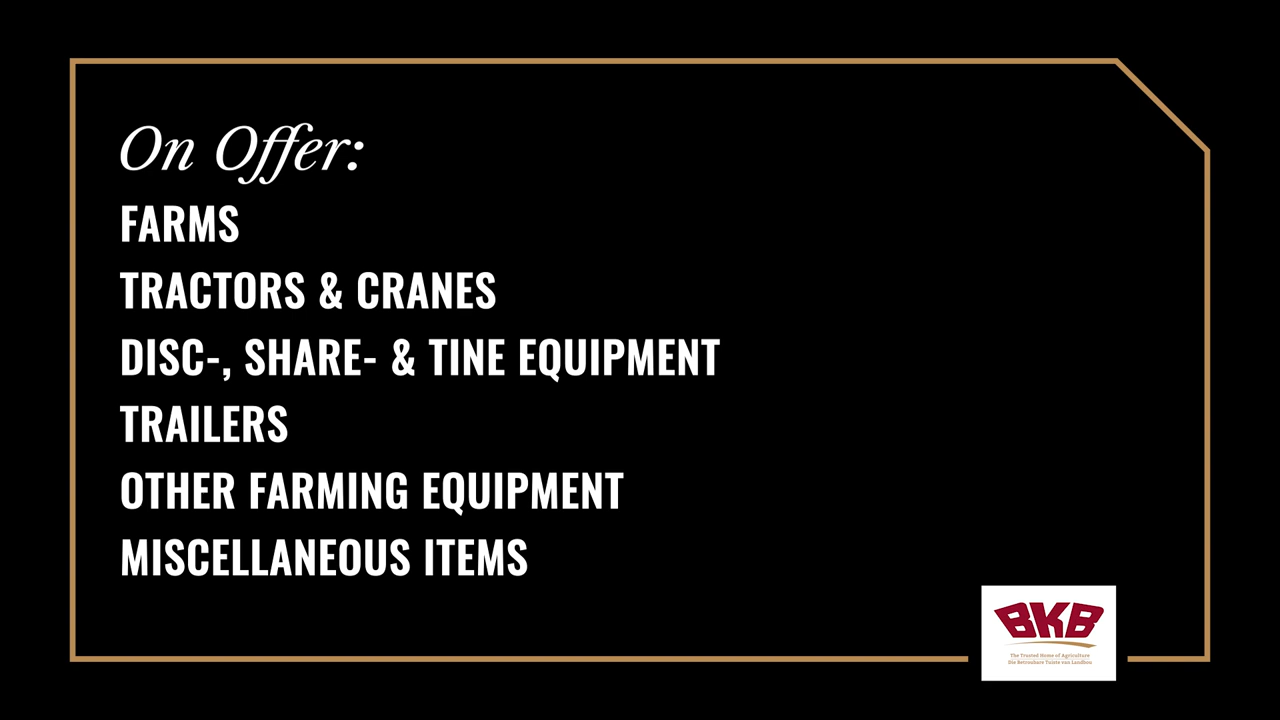 On Offer:
FARMS
TRACTORS & CRANES
DISC-, SHARE- & TINE EQUIPMENT
TRAILERS
OTHER FARMING EQUIPMENT
MISCELLANEOUS ITEMS
BKB
The Trusted Home of Agriculture
Die Betroubare Tuiste van Landbou